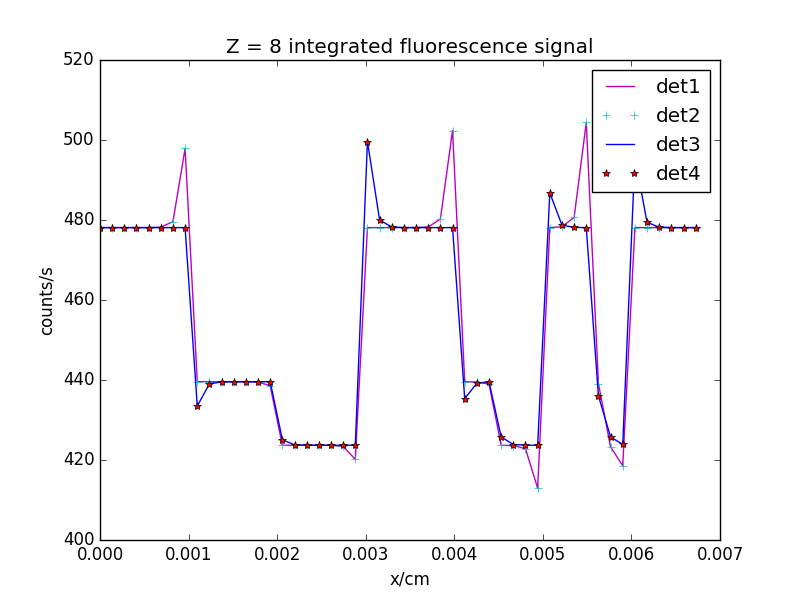 Z = 8 integrated fluorescence signal
520
500
480
460
440
420
400
counts/s
det1
det2
det3
det4
0.000 0.001 0.002 0.003 0.004 0.005 0.006 0.007
x/cm